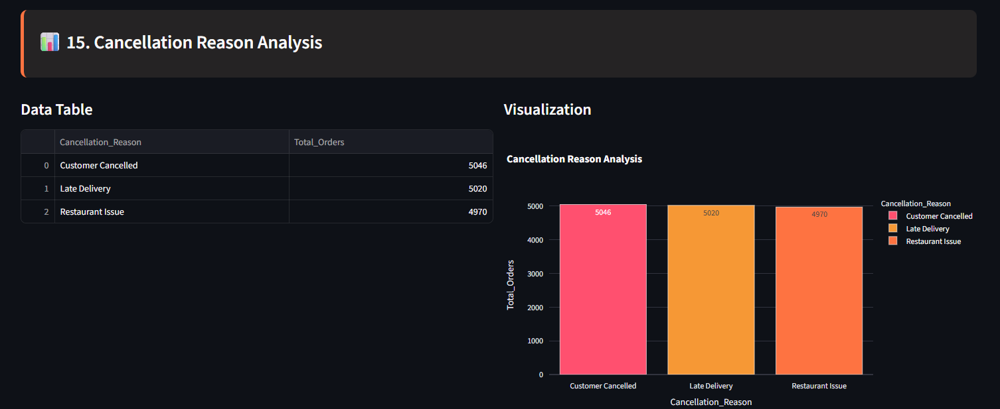 15. Cancellation Reason Analysis
Data Table
Cancellation_Reason Total_Orders
0 Customer Cancelled 5046
1 Late Delivery 5020
2 Restaurant Issue 4970
Visualization
Cancellation Reason Analysis
Total_Orders
5000
4000
3000
2000
1000
0
5046
5020
4970
Customer Cancelled
Late Delivery
Restaurant Issue
Cancellation_Reason
Cancellation_Reason
Customer Cancelled
Late Delivery
Restaurant Issue